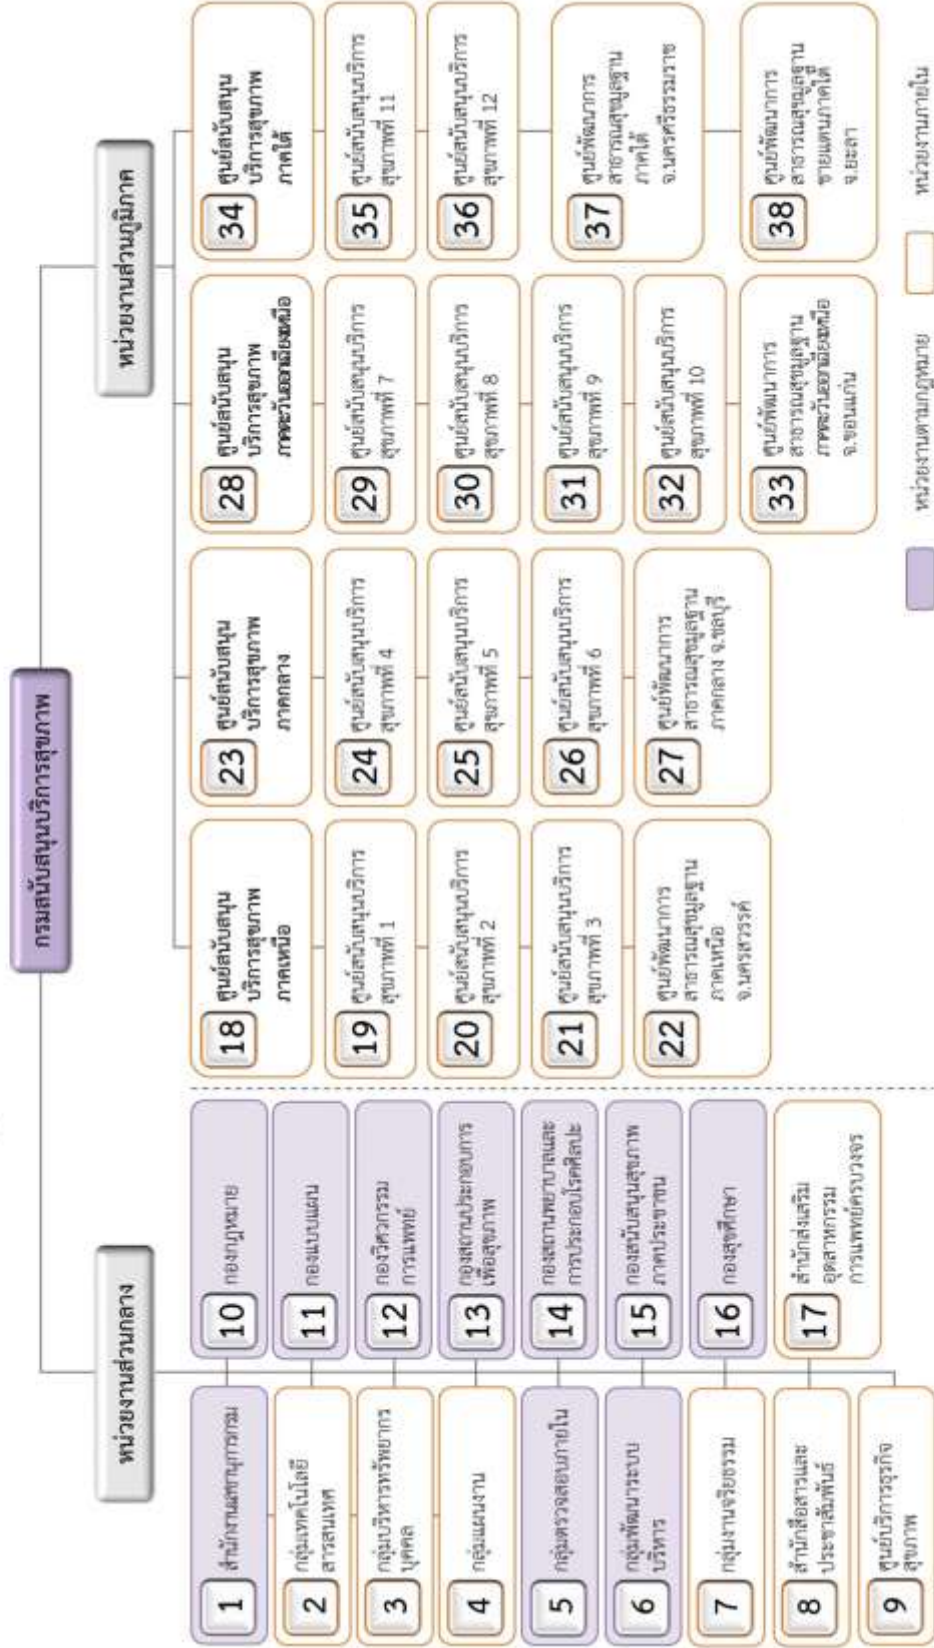 กรมสนับสนุนบริการสุขภาพ
หน่วยงานส่วนกลาง
หน่วยงานส่วนภูมิภาค
1 สำนักงานเลขานุการกรม
2 กลุ่มเทคโนโลยี
สารสนเทศ
3 กลุ่มบริหารทรัพยากร
บุคคล
4 กลุ่มแผนงาน
5 กลุ่มตรวจสอบภายใน
6 กลุ่มพัฒนาระบบ
บริหาร
7 กลุ่มงานจริยธรรม
8 สำนักสื่อสารและ
ประชาสัมพันธ์
9 ศูนย์บริการธุรกิจ
สุขภาพ
10 กองกฎหมาย
11 กองแบบแผน
12 กองวิศวกรรม
การแพทย์
13 กองสถานประกอบการ
เพื่อสุขภาพ
14 กองสถานพยาบาลและ
การประกอบโรคศิลปะ
15 กองสนับสนุนสุขภาพ
ภาคประชาชน
16 กองสุขศึกษา
17 สำนักส่งเสริม
อุตสาหกรรม
การแพทย์ครบวงจร
18 ศูนย์สนับสนุน
บริการสุขภาพ
ภาคเหนือ
19 ศูนย์สนับสนุนบริการ
สุขภาพที่ 1
20 ศูนย์สนับสนุนบริการ
สุขภาพที่ 2
21 ศูนย์สนับสนุนบริการ
สุขภาพที่ 3
22 ศูนย์พัฒนาการ
สาธารณสุขมูลฐาน
ภาคเหนือ
จ.นครสวรรค์
23 ศูนย์สนับสนุน
บริการสุขภาพ
ภาคกลาง
24 ศูนย์สนับสนุนบริการ
สุขภาพที่ 4
25 ศูนย์สนับสนุนบริการ
สุขภาพที่ 5
26 ศูนย์สนับสนุนบริการ
สุขภาพที่ 6
27 ศูนย์พัฒนาการ
สาธารณสุขมูลฐาน
ภาคกลาง จ.ชลบุรี
28 ศูนย์สนับสนุน
บริการสุขภาพ
ภาคตะวันออกเฉียงเหนือ
29 ศูนย์สนับสนุนบริการ
สุขภาพที่ 7
30 ศูนย์สนับสนุนบริการ
สุขภาพที่ 8
31 ศูนย์สนับสนุนบริการ
สุขภาพที่ 9
32 ศูนย์สนับสนุนบริการ
สุขภาพที่ 10
33 ศูนย์พัฒนาการ
สาธารณสุขมูลฐาน
ภาคตะวันออกเฉียงเหนือ
จ.ขอนแก่น
34 ศูนย์สนับสนุน
บริการสุขภาพ
ภาคใต้
35 ศูนย์สนับสนุนบริการ
สุขภาพที่ 11
36 ศูนย์สนับสนุนบริการ
สุขภาพที่ 12
37 ศูนย์พัฒนาการ
สาธารณสุขมูลฐาน
ภาคใต้
จ.นครศรีธรรมราช
38 ศูนย์พัฒนาการ
สาธารณสุขมูลฐาน
ชายแดนภาคใต้
จ.ยะลา
หน่วยงานตามกฎหมาย
หน่วยงานภายใน